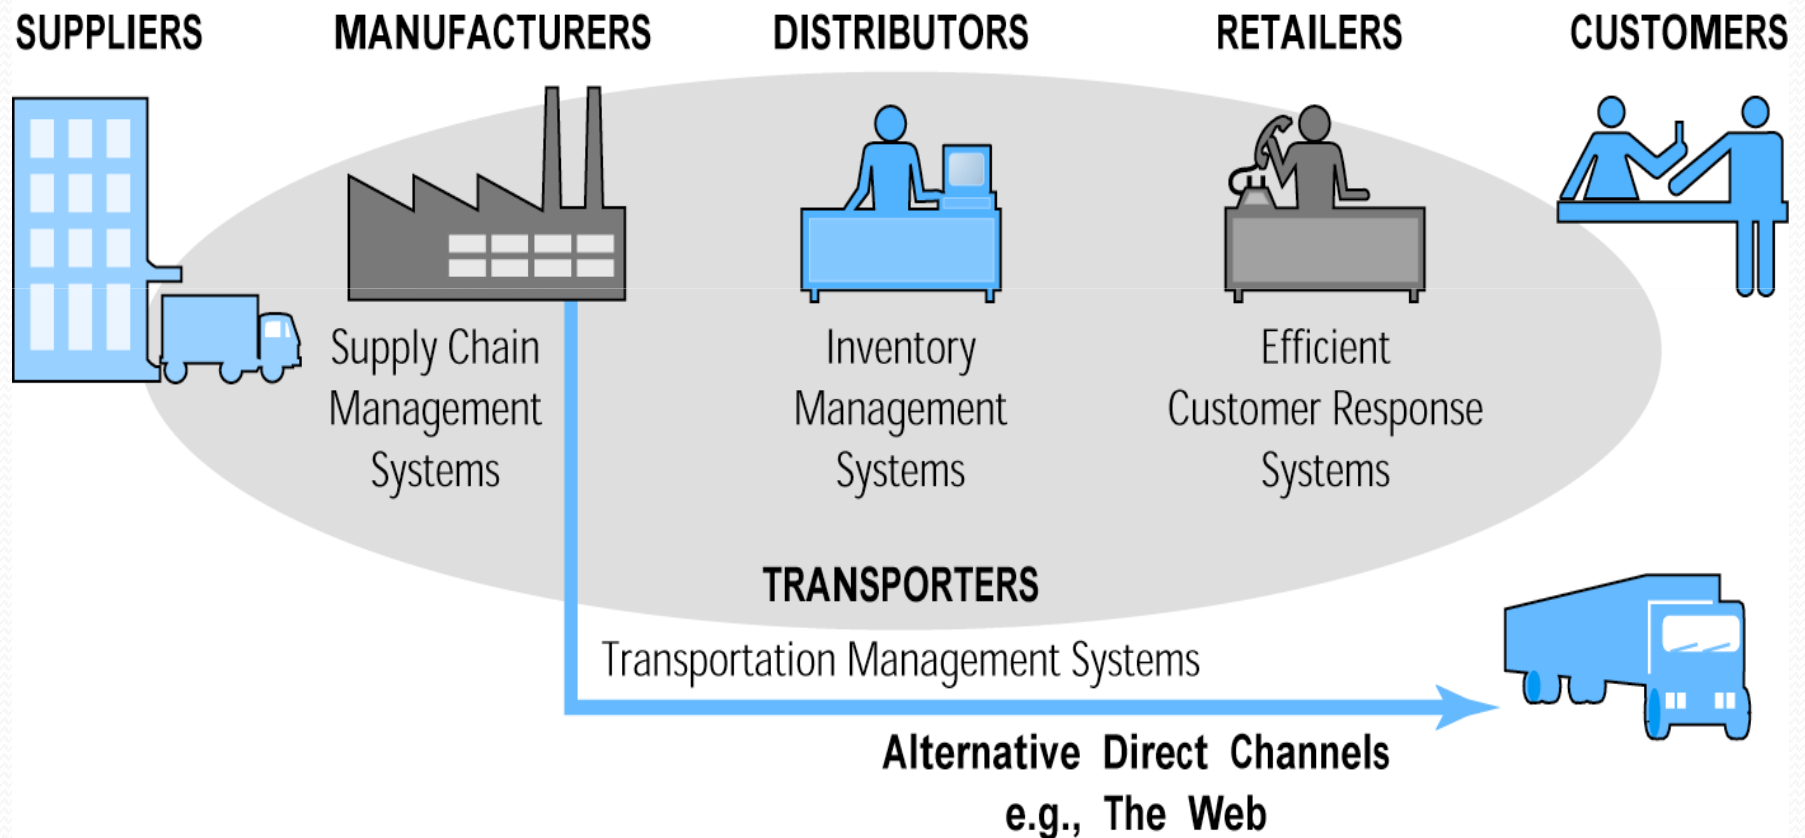 SUPPLIERS
MANUFACTURERS
DISTRIBUTORS
RETAILERS
CUSTOMERS
Supply Chain
Management
Systems
Inventory
Management
Systems
Efficient
Customer Response
Systems
TRANSPORTERS
Transportation Management Systems
Alternative Direct Channels
e.g., The Web